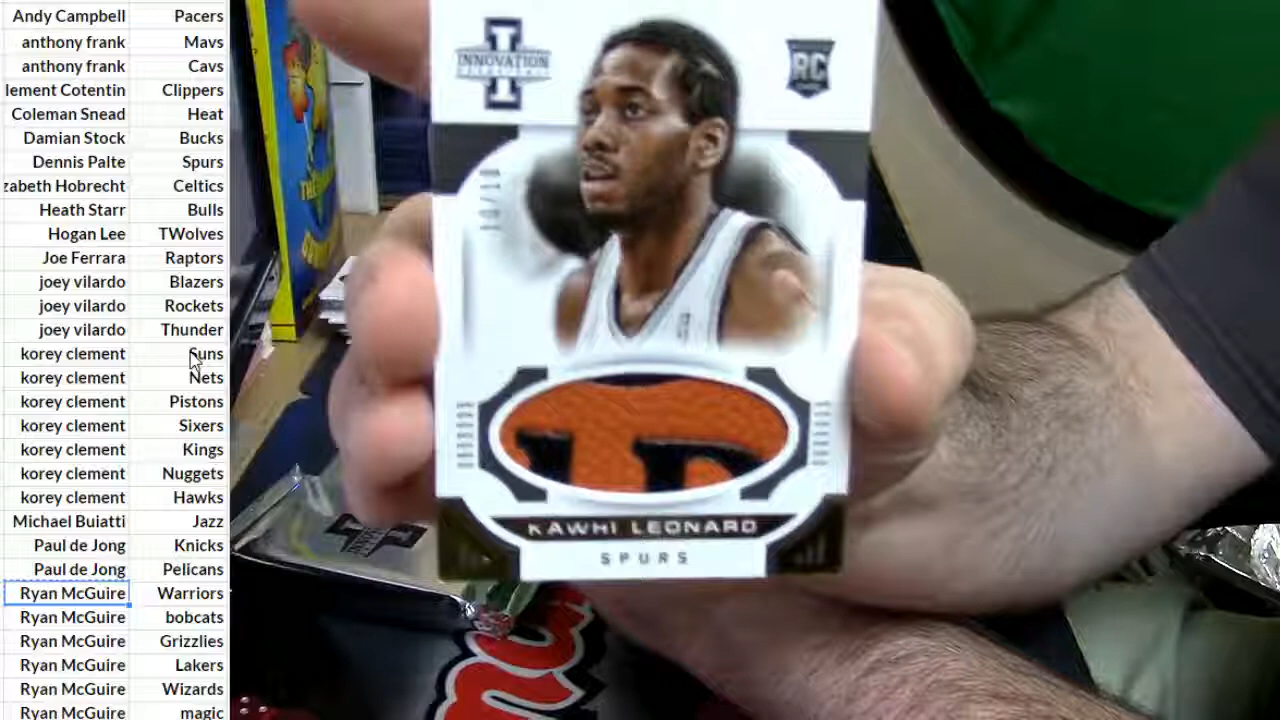 Andy Campbell Pacers
anthony frank Mavs
anthony frank Cavs
lement Cotentin Clippers
Coleman Snead Heat
Damian Stock Bucks
Dennis Palte Spurs
zabeth Hobrecht Celtics
Heath Starr Bulls
Hogan Lee TWolves
Joe Ferrara Raptors
joey vilardo Blazers
joey vilardo Rockets
joey vilardo Thunder
korey clement Suns
korey clement Nets
korey clement Pistons
korey clement Sixers
korey clement Kings
korey clement Nuggets
korey clement Hawks
Michael Buiatti Jazz
Paul de Jong Knicks
Paul de Jong Pelicans
Ryan McGuire Warriors
Ryan McGuire bobcats
Ryan McGuire Grizzlies
Ryan McGuire Lakers
Ryan McGuire Wizards
Ryan McGuire magic
I
INNOVATION
RC
KAWHI LEONARD
SPURS